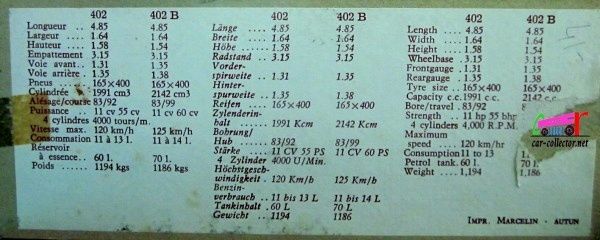 402 402 B
Longueur .. 4.85 4.85
Largeur ... 1.64 1.64
Hauteur ... 1.58 1.54
Empattement 3.15 3.15
Voie avant.. 1.31 1.35
Voie arrière . 1.35 1.38
Pneus ..... 165×400 165×400
Cylindrée . 1991 cm3 2142 cm3
Alésage/course 83/92 83/99
Puissance .. 11 cv 55 cv 11 cv 60 cv
4 cylindres 4000 tours/m.
Vitesse max. 120 km/h 125 km/h
Consommation 11 à 13 l. 11 à 14 l.
Réservoir
à essence.. 60 l. 70 l.
Poids .... 1194 kgs 1186 kgs
402 402 B
Länge .... 4.85 4.85
Breite .... 1.64 1.64
Höbe ..... 1.58 1.54
Radstand .. 3.15 3.15
Vorder-
spirweite .. 1.31 1.35
Hinter-
spurweite .. 1.35 1.38
Reifen .... 165×400 165×400
Zylenderin-
balt ..... 1991 Kcm 2142 Kcm
Bobrung/
Hub ..... 83/92 83/99
Stärke .... 11 CV 55 PS 11 CV 60 PS
4 Zylinder 4000 U/Min.
Höchstgesch-
windigkeit . 120 Km/b 125 Km/b
Benzin-
verbrauch .. 11 bis 13 L 11 bis 14 L
Tankinbalt . 60 L 70 L
Gewicht ... 1194 1186
402 402 B
Length .... 4.85 4.85
Width .... 1.64 1.64
Height .... 1.58 1.54
Wheelbase . 3.15 3.15
Frontgauge . 1.31 1.35
Reargauge . 1.35 1.38
Tyre size .. 165×400 165×400
Capacity c.c. 1991 c.c. 2142 c.c.
Bore/travel . 83/92
Strength .. 11 hp 55 bhp
4 cylinders 4,000 R.P.M.
Maximum
speed .. 120 km/hr
Consumption 11 to 13
Petrol tank. 60 l. 70 l.
Weight .... 1,194 1,186
car-collector.net
IMPR. MARCELIN - AUTUN